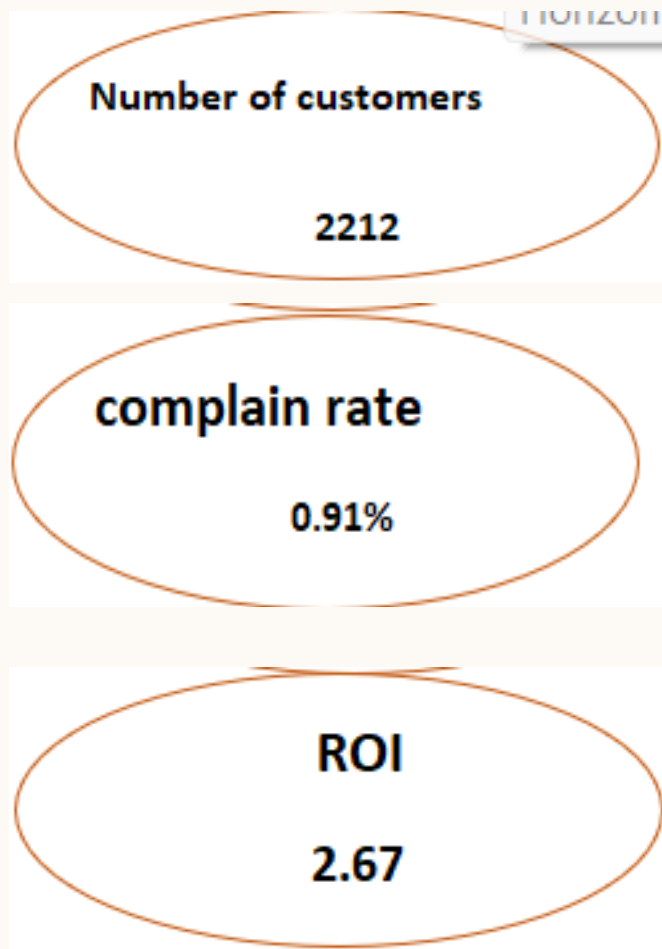 Number of customers
2212
complain rate
0.91%
ROI
2.67